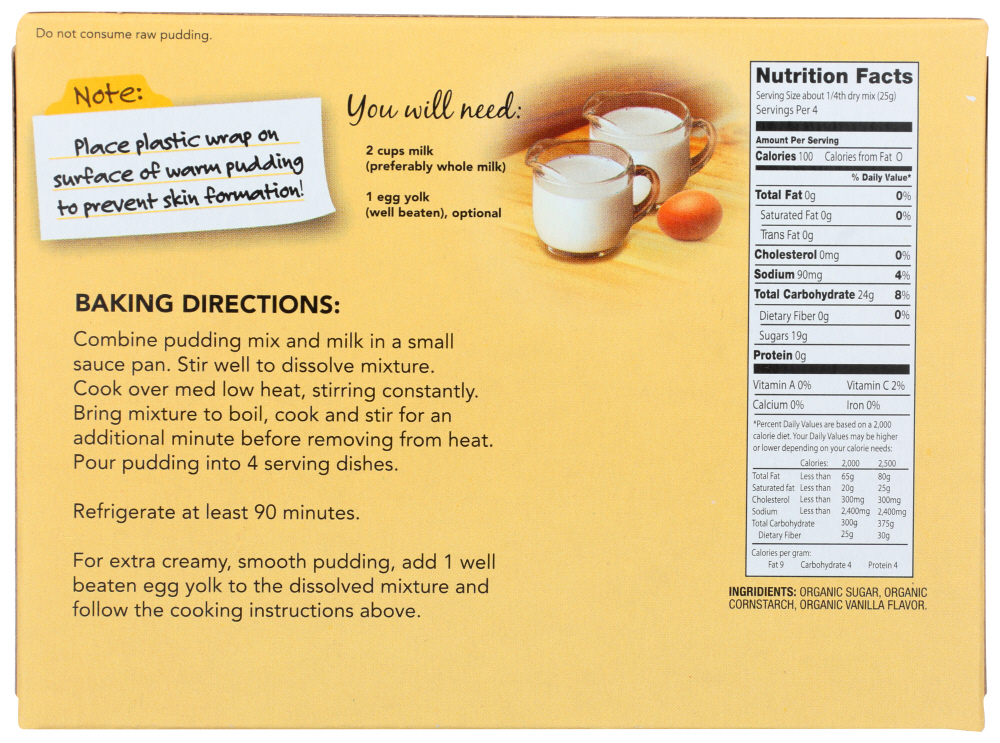 Do not consume raw pudding.
Note:
Place plastic wrap on
surface of warm pudding
to prevent skin formation!
You will need:
2 cups milk
(preferably whole milk)
1 egg yolk
(well beaten), optional
BAKING DIRECTIONS:
Combine pudding mix and milk in a small
sauce pan. Stir well to dissolve mixture.
Cook over med low heat, stirring constantly.
Bring mixture to boil, cook and stir for an
additional minute before removing from heat.
Pour pudding into 4 serving dishes.
Refrigerate at least 90 minutes.
For extra creamy, smooth pudding, add 1 well
beaten egg yolk to the dissolved mixture and
follow the cooking instructions above.
Nutrition Facts
Serving Size about 1/4th dry mix (25g)
Servings Per 4
Amount Per Serving
Calories 100 Calories from Fat O
% Daily Value*
Total Fat 0g 0%
Saturated Fat 0g 0%
Trans Fat 0g
Cholesterol 0mg 0%
Sodium 90mg 4%
Total Carbohydrate 24g 8%
Dietary Fiber 0g 0%
Sugars 19g
Protein 0g
Vitamin A 0% Vitamin C 2%
Calcium 0% Iron 0%
*Percent Daily Values are based on a 2,000
calorie diet. Your Daily Values may be higher
or lower depending on your calorie needs:
Calories: 2,000 2,500
Total Fat Less than 65g 80g
Saturated fat Less than 20g 25g
Cholesterol Less than 300mg 300mg
Sodium Less than 2,400mg 2,400mg
Total Carbohydrate 300g 375g
Dietary Fiber 25g 30g
Calories per gram:
Fat 9 Carbohydrate 4 Protein 4
INGRIDIENTS: ORGANIC SUGAR, ORGANIC
CORNSTARCH, ORGANIC VANILLA FLAVOR.